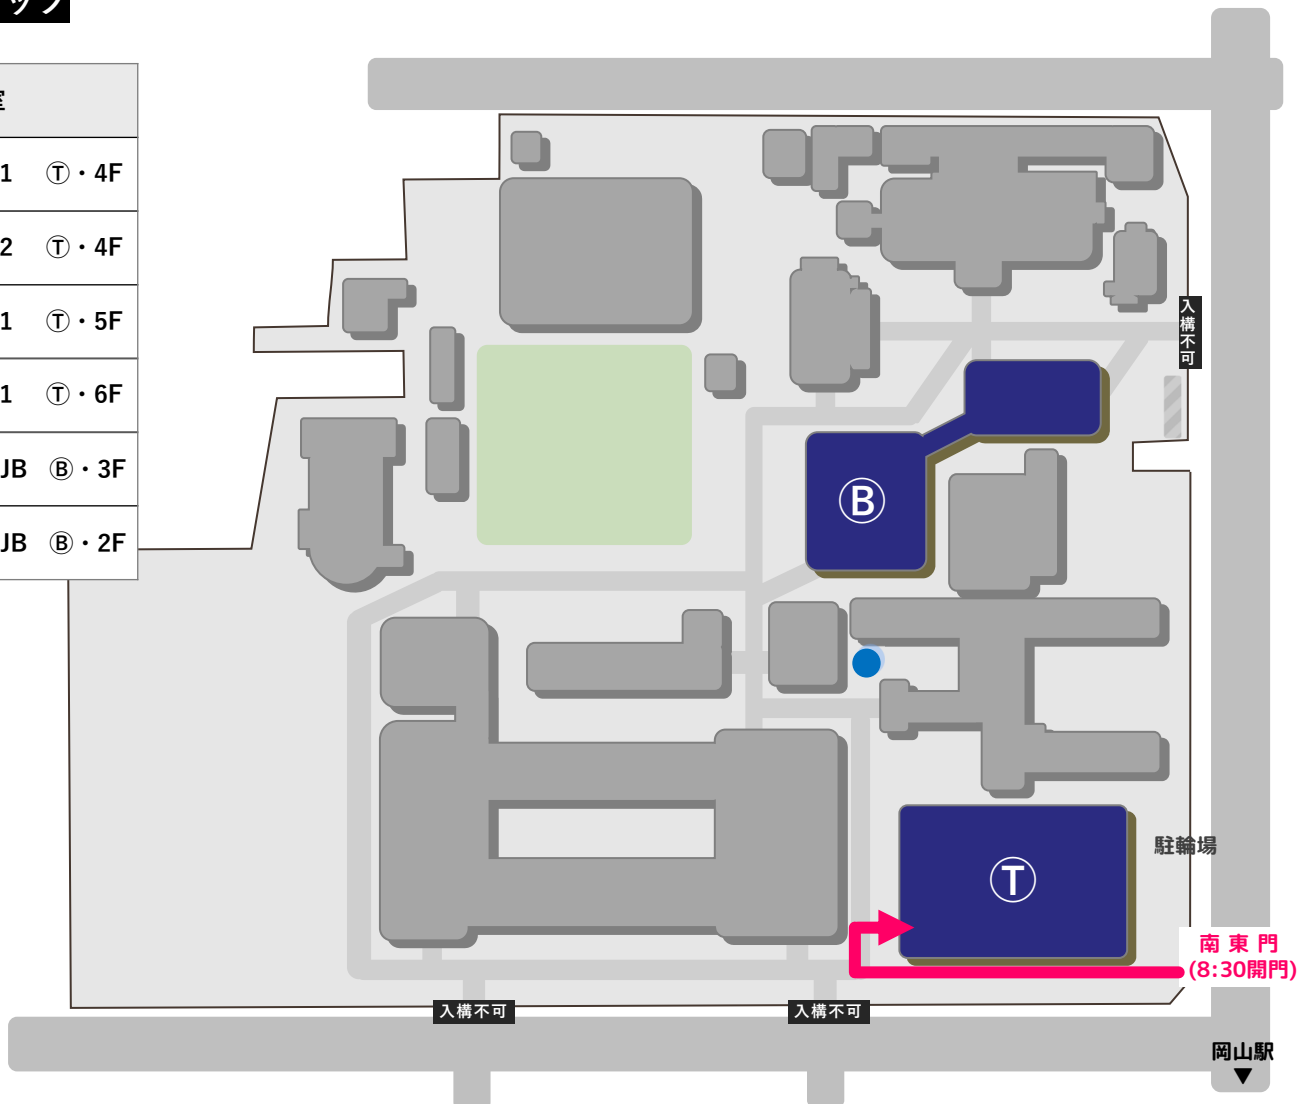 ップ
室
1 Ⓣ・4F
2 Ⓣ・4F
1 Ⓣ・5F
1 Ⓣ・6F
JB Ⓑ・3F
JB Ⓑ・2F
入構不可
Ⓑ
Ⓣ
駐輪場
南東門
(8:30開門)
入構不可
入構不可
岡山駅
▼